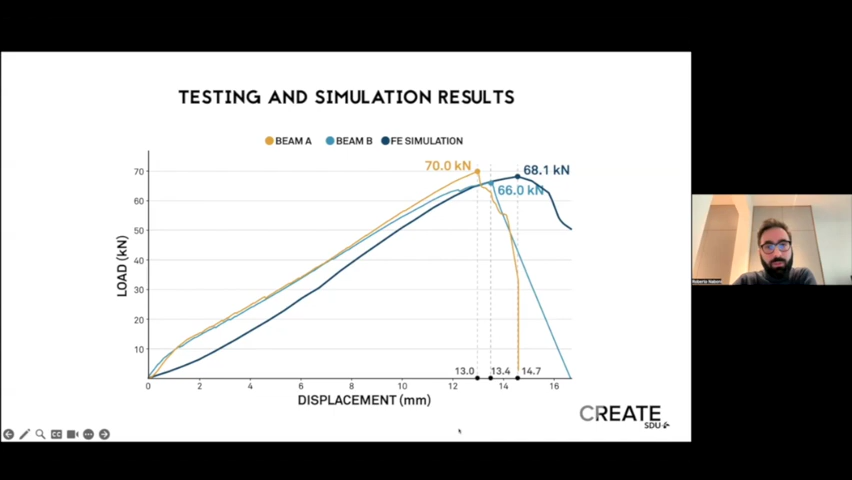 TESTING AND SIMULATION RESULTS
BEAM A BEAM B FE SIMULATION
70.0 kN
68.1 kN
66.0 kN
LOAD (kN)
70
60
50
40
30
20
10
13.0 13.4 14.7
0 2 4 6 8 10 12 14 16
DISPLACEMENT (mm)
CREATE
SDU
CC